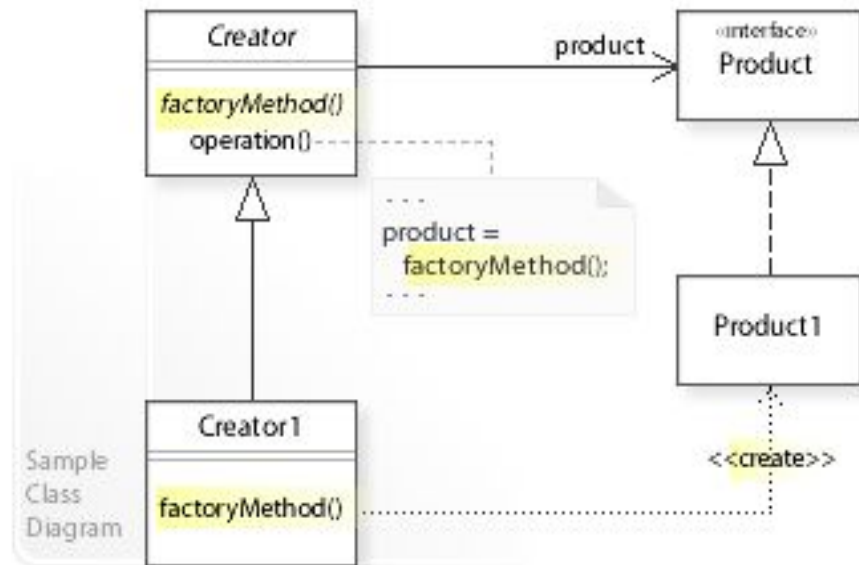 Creator
factoryMethod()
operation()
product
«interface»
Product
. . .
product =
factoryMethod();
. . .
Product1
Creator1
factoryMethod()
<<create>>
Sample
Class
Diagram